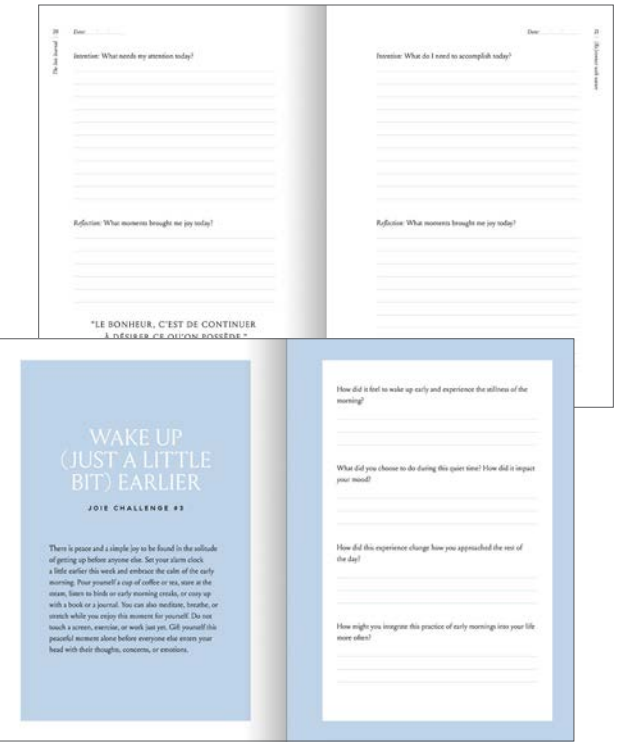 20
Date:
The Joie Journal
Intention: What needs my attention today?
Reflection: What moments brought me joy today?
"LE BONHEUR, C'EST DE CONTINUER
À DÉSIRER CE QU'ON POSSÈDE."
Date:
21
Intention: What do I need to accomplish today?
Reflection: What moments brought me joy today?
WAKE UP
(JUST A LITTLE
BIT) EARLIER
JOIE CHALLENGE #3
There is peace and a simple joy to be found in the solitude
of getting up before anyone else. Set your alarm clock
a little earlier this week and embrace the calm of the early
morning. Pour yourself a cup of coffee or tea, stare at the
steam, listen to birds or early morning creaks, or cozy up
with a book or a journal. You can also meditate, breathe, or
stretch while you enjoy this moment for yourself. Do not
touch a screen, exercise, or work just yet. Gift yourself this
peaceful moment alone before everyone else enters your
head with their thoughts, concerns, or emotions.
How did it feel to wake up early and experience the stillness of the
morning?
What did you choose to do during this quiet time? How did it impact
your mood?
How did this experience change how you approached the rest of
the day?
How might you integrate this practice of early mornings into your life
more often?